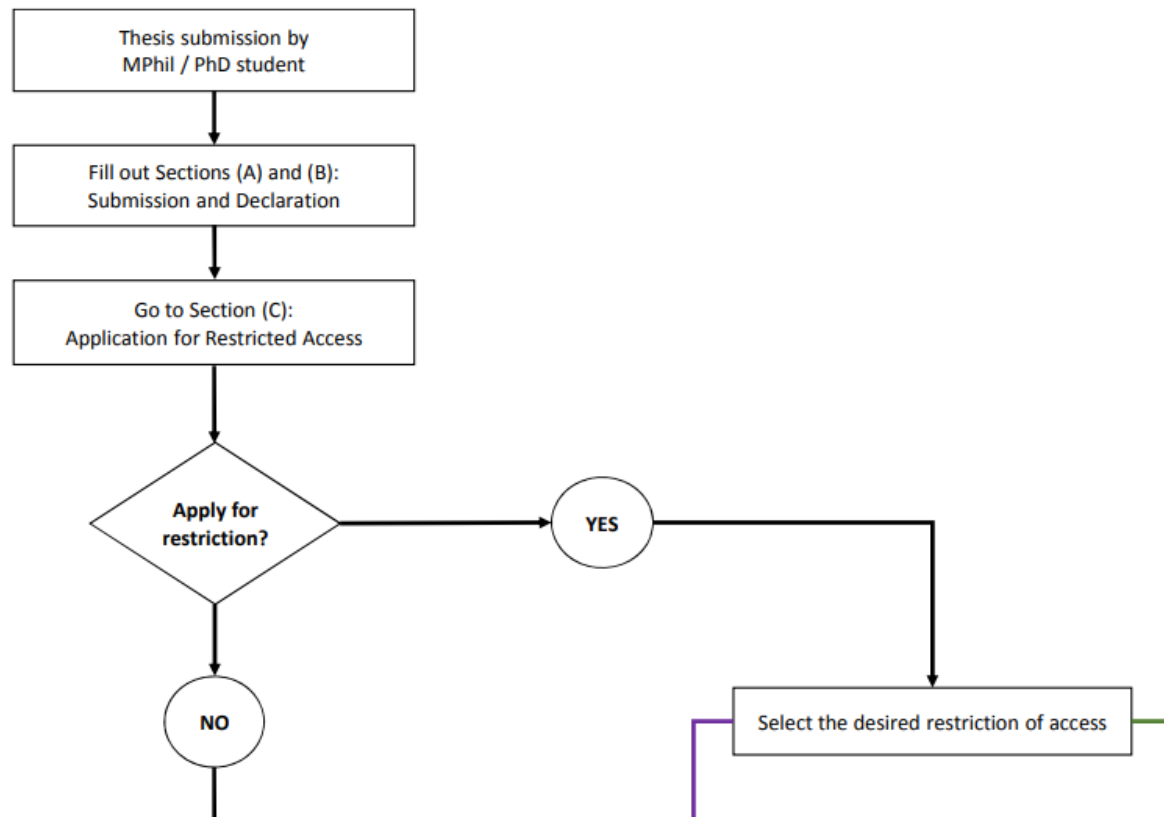 Thesis submission by
MPhil / PhD student
Fill out Sections (A) and (B):
Submission and Declaration
Go to Section (C):
Application for Restricted Access
Apply for
restriction?
YES
NO
Select the desired restriction of access